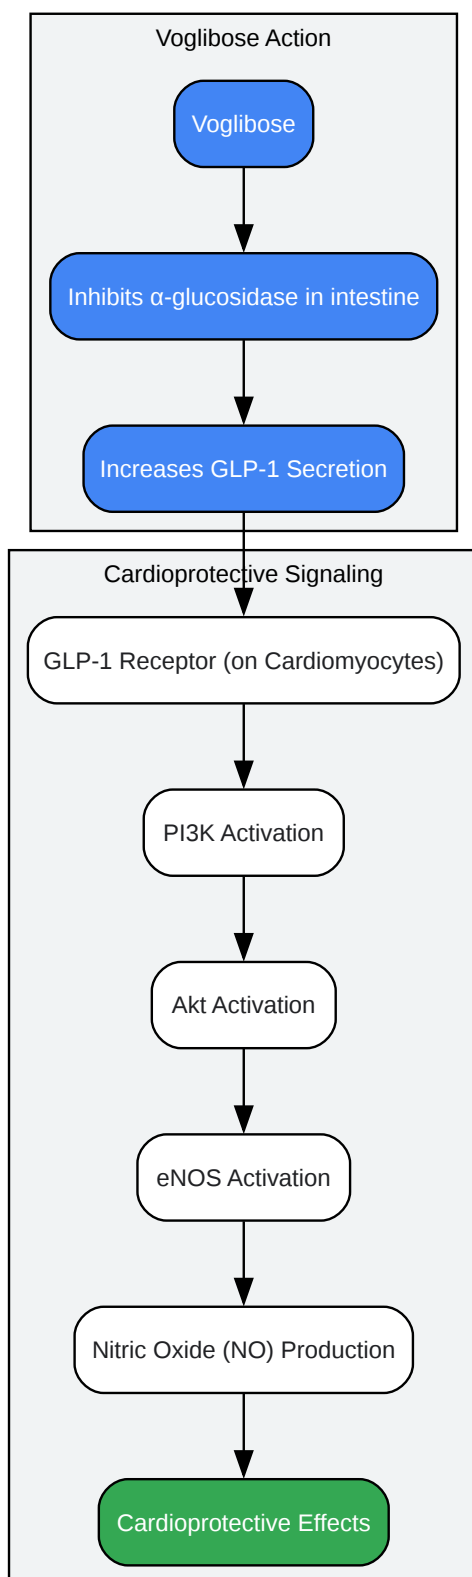 Voglibose Action
Voglibose
Inhibits α-glucosidase in intestine
Increases GLP-1 Secretion
Cardioprotective Signaling
GLP-1 Receptor (on Cardiomyocytes)
PI3K Activation
Akt Activation
eNOS Activation
Nitric Oxide (NO) Production
Cardioprotective Effects